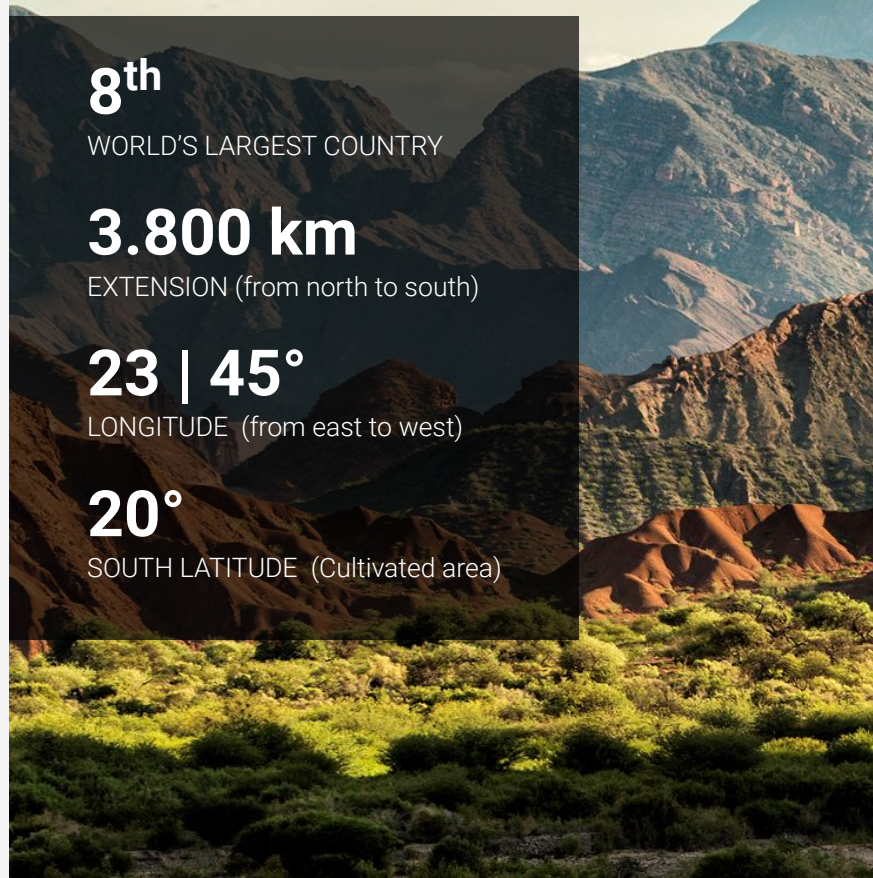 8th
WORLD'S LARGEST COUNTRY
3.800 km
EXTENSION (from north to south)
23 | 45°
LONGITUDE (from east to west)
20°
SOUTH LATITUDE (Cultivated area)